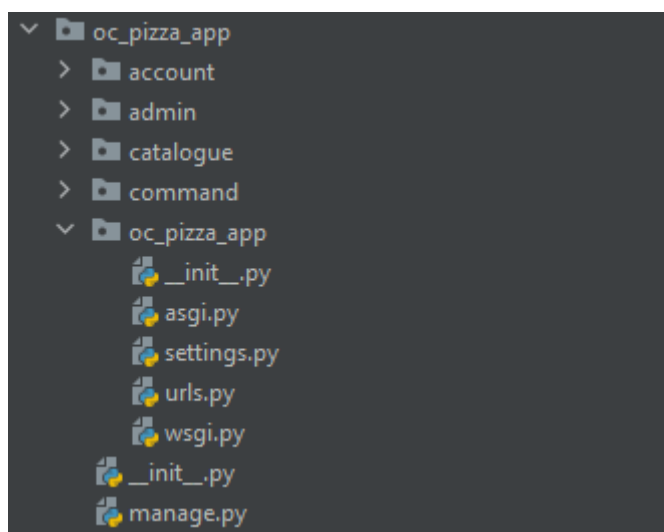 oc_pizza_app
account
admin
catalogue
command
oc_pizza_app
__init__.py
asgi.py
settings.py
urls.py
wsgi.py
__init__.py
manage.py